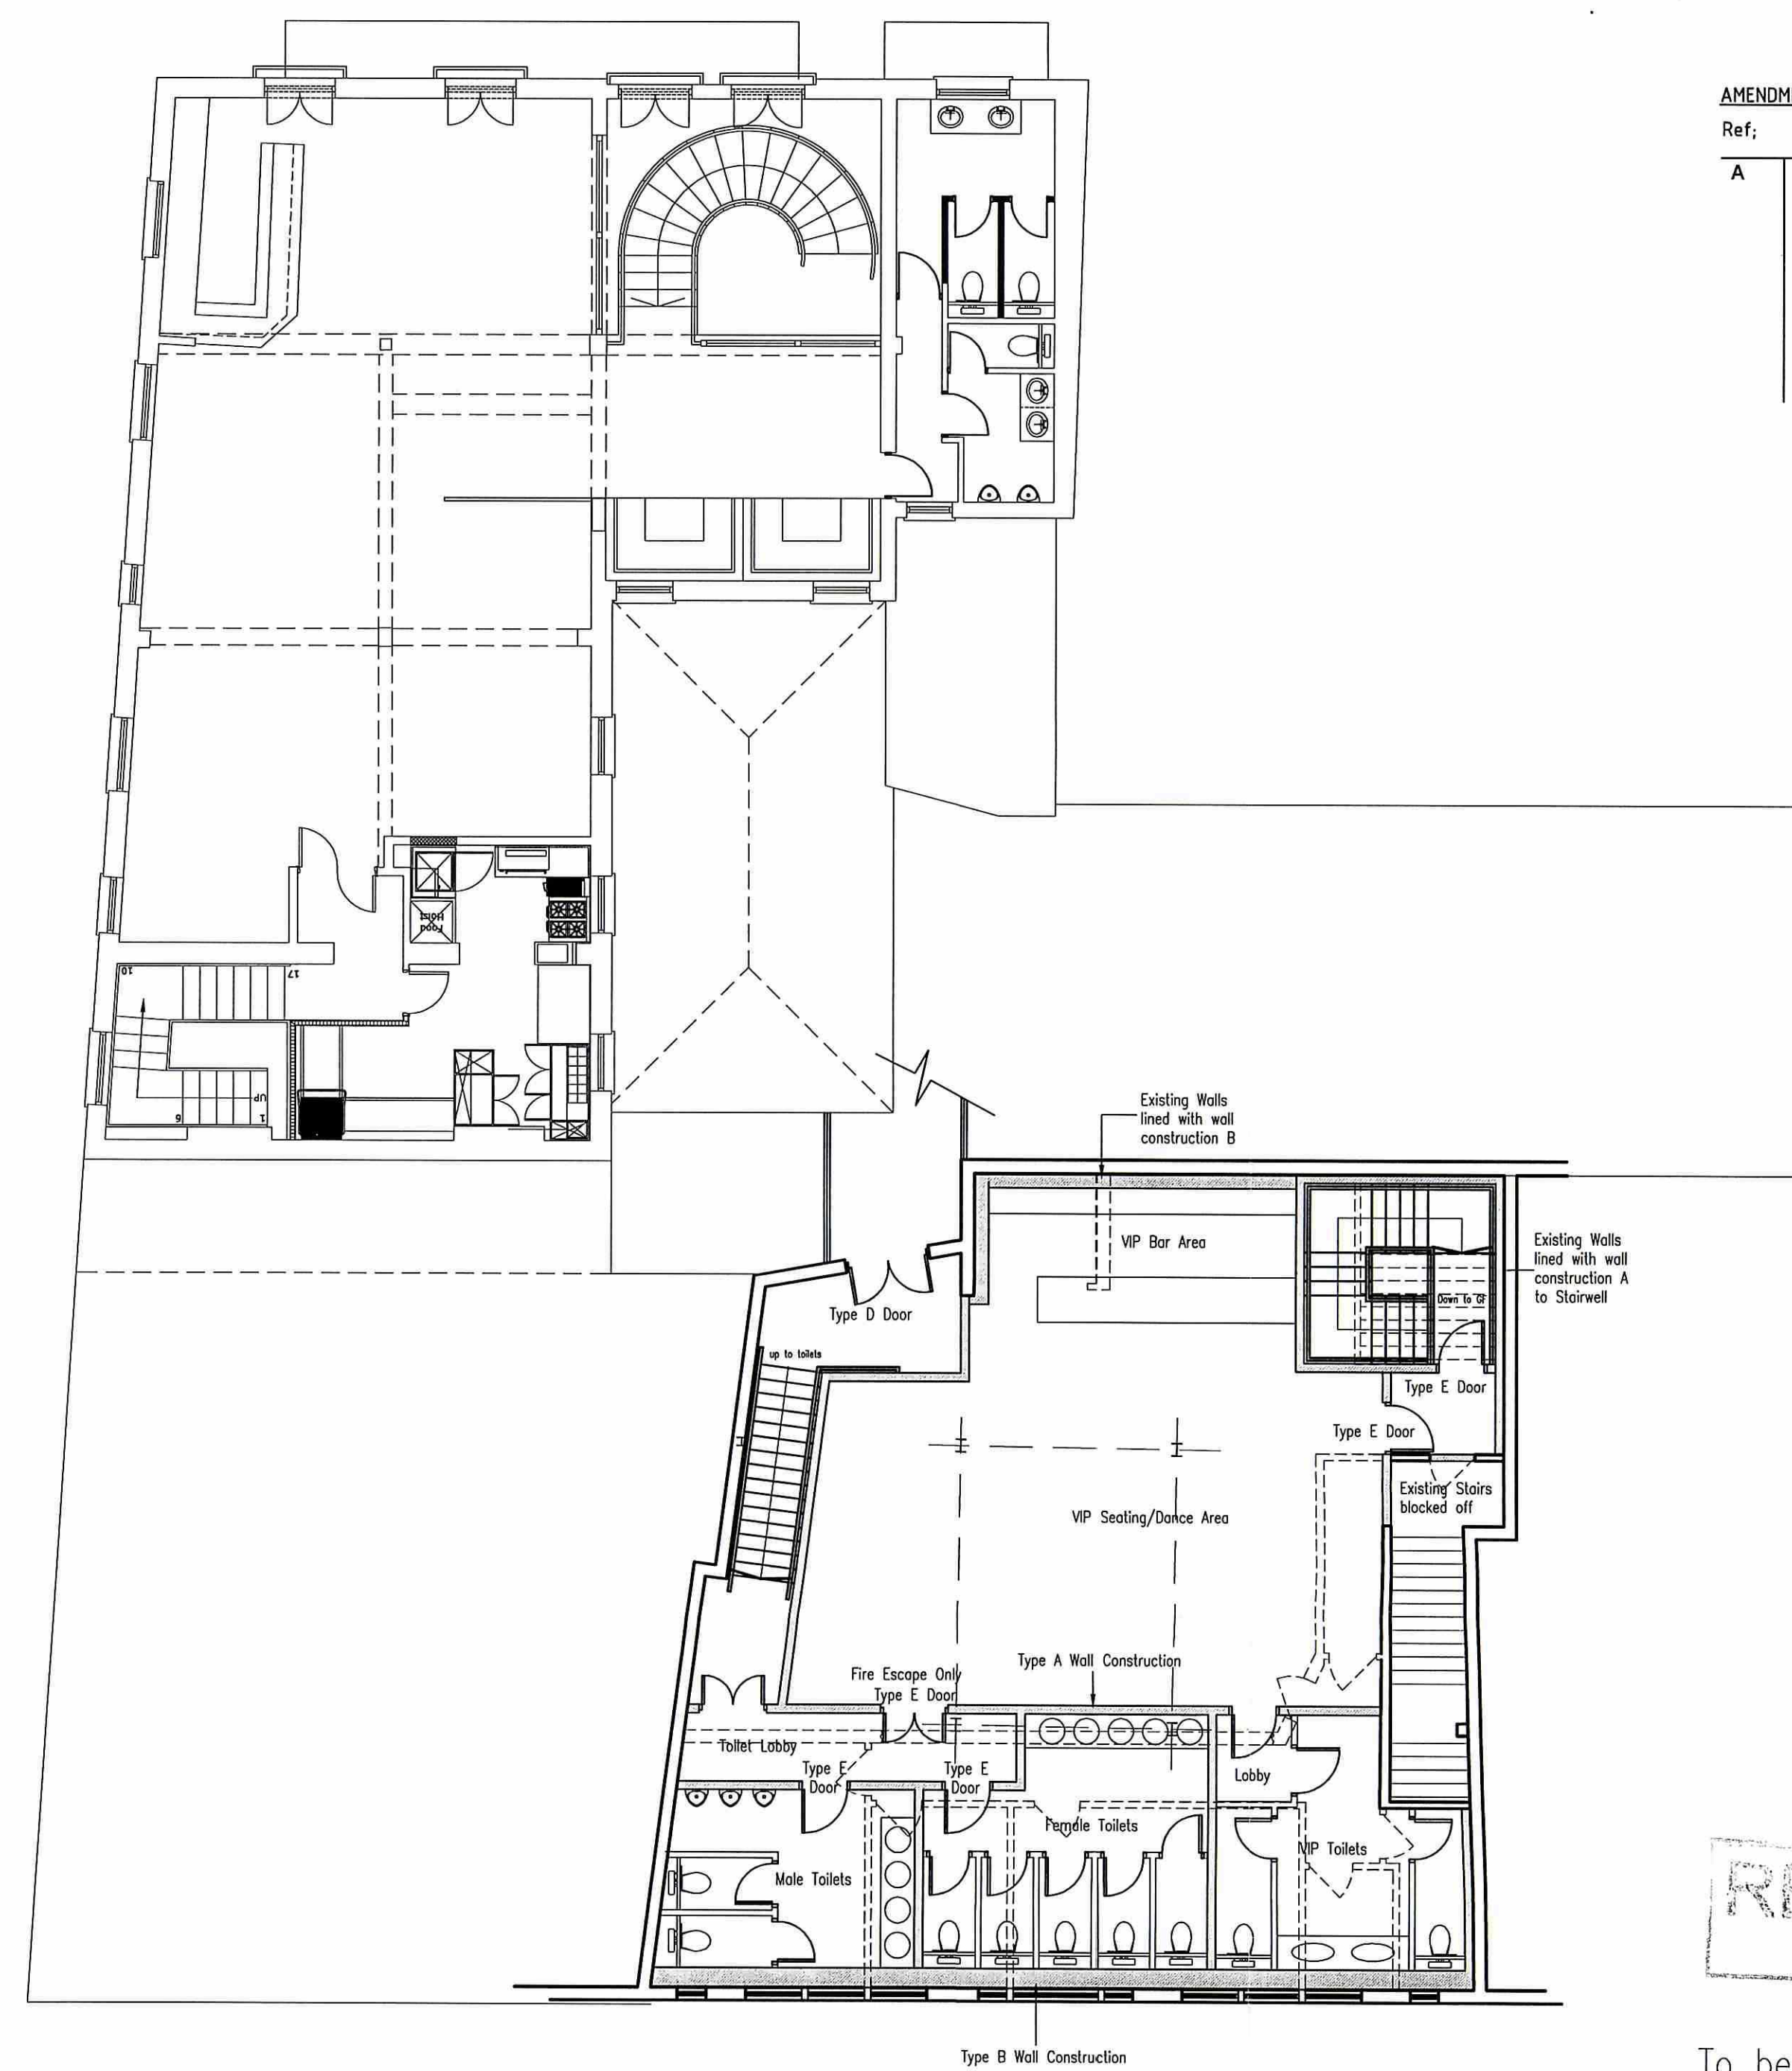 AMENDM
Ref;
A
Food
Hoist
10
17
UP
6
1
Existing Walls
lined with wall
construction B
VIP Bar Area
Existing Walls
lined with wall
construction A
to Stairwell
Down to GF
Type D Door
up to toilets
Type E Door
Type E Door
Existing Stairs
blocked off
VIP Seating/Dance Area
Type A Wall Construction
Fire Escape Only
Type E Door
Toilet Lobby
Type E
Door
Type E
Door
Lobby
Female Toilets
VIP Toilets
Male Toilets
R
Type B Wall Construction
To be